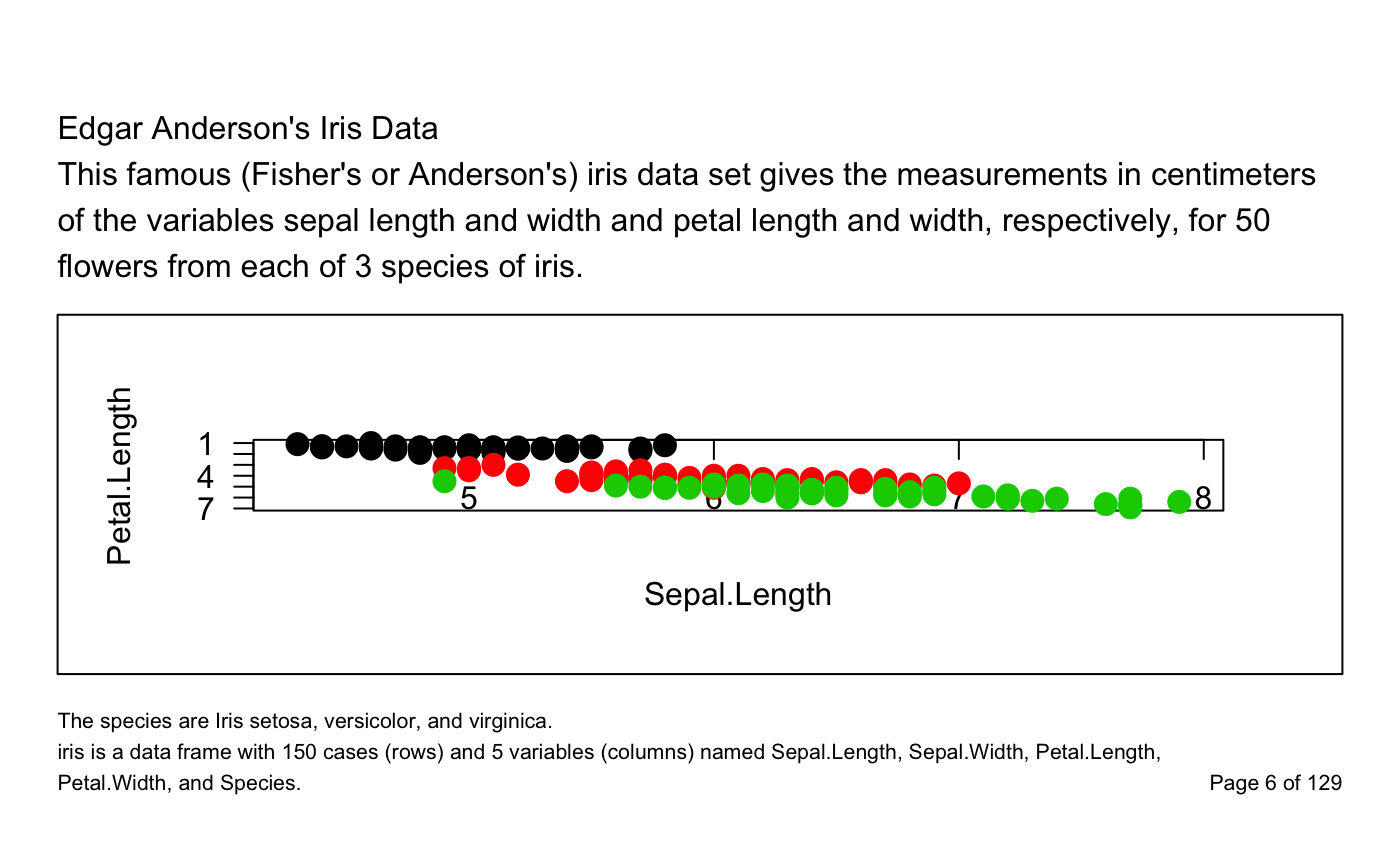 Edgar Anderson's Iris Data
This famous (Fisher's or Anderson's) iris data set gives the measurements in centimeters
of the variables sepal length and width and petal length and width, respectively, for 50
flowers from each of 3 species of iris.
Petal.Length
1
4
7
5
6
7
8
Sepal.Length
The species are Iris setosa, versicolor, and virginica.
iris is a data frame with 150 cases (rows) and 5 variables (columns) named Sepal.Length, Sepal.Width, Petal.Length,
Petal.Width, and Species.
Page 6 of 129